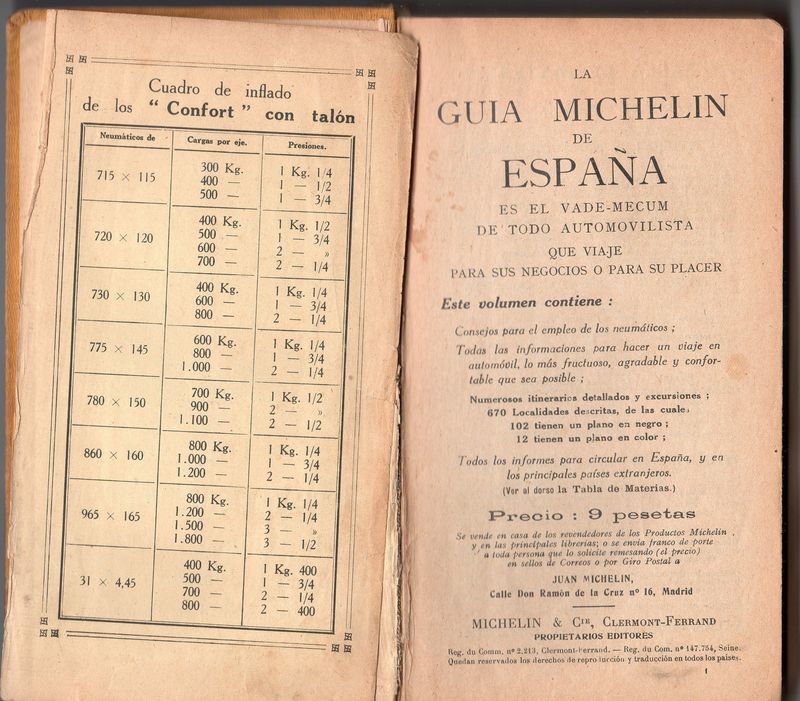 Cuadro de inflado
de los “ Confort ” con talón
Neumáticos de Cargas por eje. Presiones.
715 × 115 300 Kg. 1 Kg. 1/4
400 — 1 — 1/2
500 — 1 — 3/4
720 × 120 400 Kg. 1 Kg. 1/2
500 — 1 — 3/4
600 — 2 — »
700 — 2 — 1/4
730 × 130 400 Kg. 1 Kg. 1/4
600 — 1 — 3/4
800 — 2 — 1/4
775 × 145 600 Kg. 1 Kg. 1/4
800 — 1 — 3/4
1.000 — 2 — 1/4
780 × 150 700 Kg. 1 Kg. 1/2
900 — 2 — »
1.100 — 2 — 1/2
860 × 160 800 Kg. 1 Kg. 1/4
1.000 — 1 — 3/4
1.200 — 2 — 1/4
965 × 165 800 Kg. 1 Kg. 1/4
1.200 — 2 — 1/4
1.500 — 3 — »
1.800 — 3 — 1/2
31 × 4,45 400 Kg. 1 Kg. 400
500 — 1 — 3/4
700 — 2 — 1/4
800 — 2 — 400
LA
GUIA MICHELIN
DE
ESPAÑA
ES EL VADE-MECUM
DE TODO AUTOMOVILISTA
QUE VIAJE
PARA SUS NEGOCIOS O PARA SU PLACER
Este volumen contiene :
Consejos para el empleo de los neumáticos ;
Todas las informaciones para hacer un viaje en
automóvil, lo más fructuoso, agradable y confor-
table que sea posible ;
Numerosos itinerarios detallados y excursiones ;
670 Localidades descritas, de las cuales
102 tienen un plano en negro ;
12 tienen un plano en color ;
Todos los informes para circular en España, y en
los principales países extranjeros.
(Ver al dorso la Tabla de Materias.)
Precio : 9 pesetas
Se vende en casa de los revendedores de los Productos Michelin ,
y en las principales librerías; o se envía franco de porte
a toda persona que lo solicite remesando (el precio)
en sellos de Correos o por Giro Postal a
JUAN MICHELIN,
Calle Don Ramón de la Cruz nº 16, Madrid
MICHELIN & Cie, CLERMONT-FERRAND
PROPIETARIOS EDITORES
Reg. du Comm. nº 2.213, Clermont-Ferrand. — Reg. du Com. nº 147.754, Seine.
Quedan reservados los derechos de reproducción y traducción en todos los países.
1